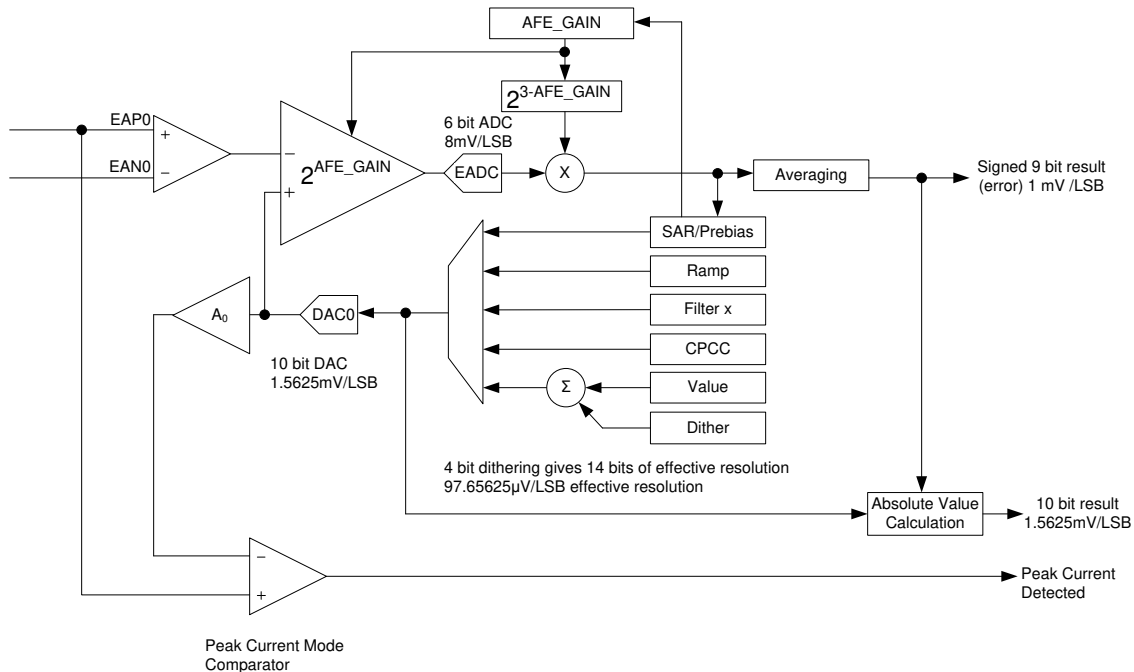 AFE_GAIN
2^3-AFE_GAIN
EAP0
+
EAN0
−
−
2^AFE_GAIN
+
6 bit ADC
8mV/LSB
EADC
X
Averaging
Signed 9 bit result
(error) 1 mV /LSB
SAR/Prebias
Ramp
Filter x
CPCC
Value
Dither
Σ
A₀
DAC0
10 bit DAC
1.5625mV/LSB
4 bit dithering gives 14 bits of effective resolution
97.65625µV/LSB effective resolution
Absolute Value
Calculation
10 bit result
1.5625mV/LSB
−
+
Peak Current
Detected
Peak Current Mode
Comparator